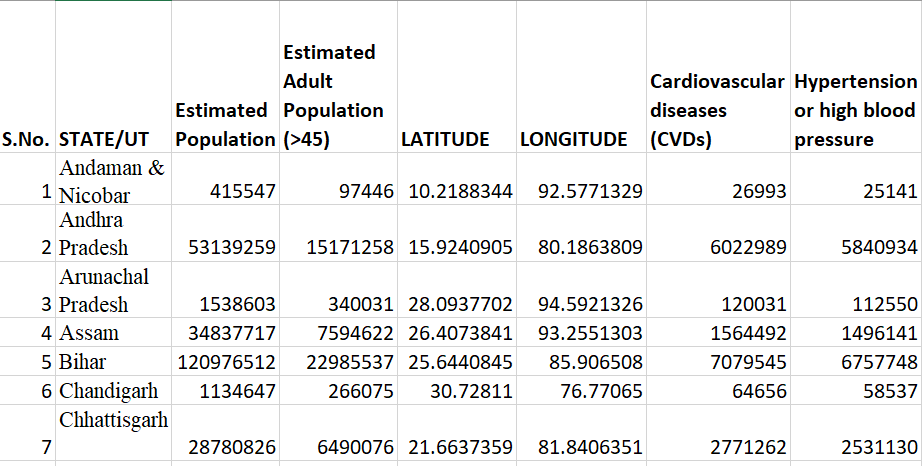 S.No. STATE/UT Estimated Population Estimated Adult Population (>45) LATITUDE LONGITUDE Cardiovascular diseases (CVDs) Hypertension or high blood pressure
1 Andaman & Nicobar 415547 97446 10.2188344 92.5771329 26993 25141
2 Andhra Pradesh 53139259 15171258 15.9240905 80.1863809 6022989 5840934
3 Arunachal Pradesh 1538603 340031 28.0937702 94.5921326 120031 112550
4 Assam 34837717 7594622 26.4073841 93.2551303 1564492 1496141
5 Bihar 120976512 22985537 25.6440845 85.906508 7079545 6757748
6 Chandigarh 1134647 266075 30.72811 76.77065 64656 58537
7 Chhattisgarh 28780826 6490076 21.6637359 81.8406351 2771262 2531130